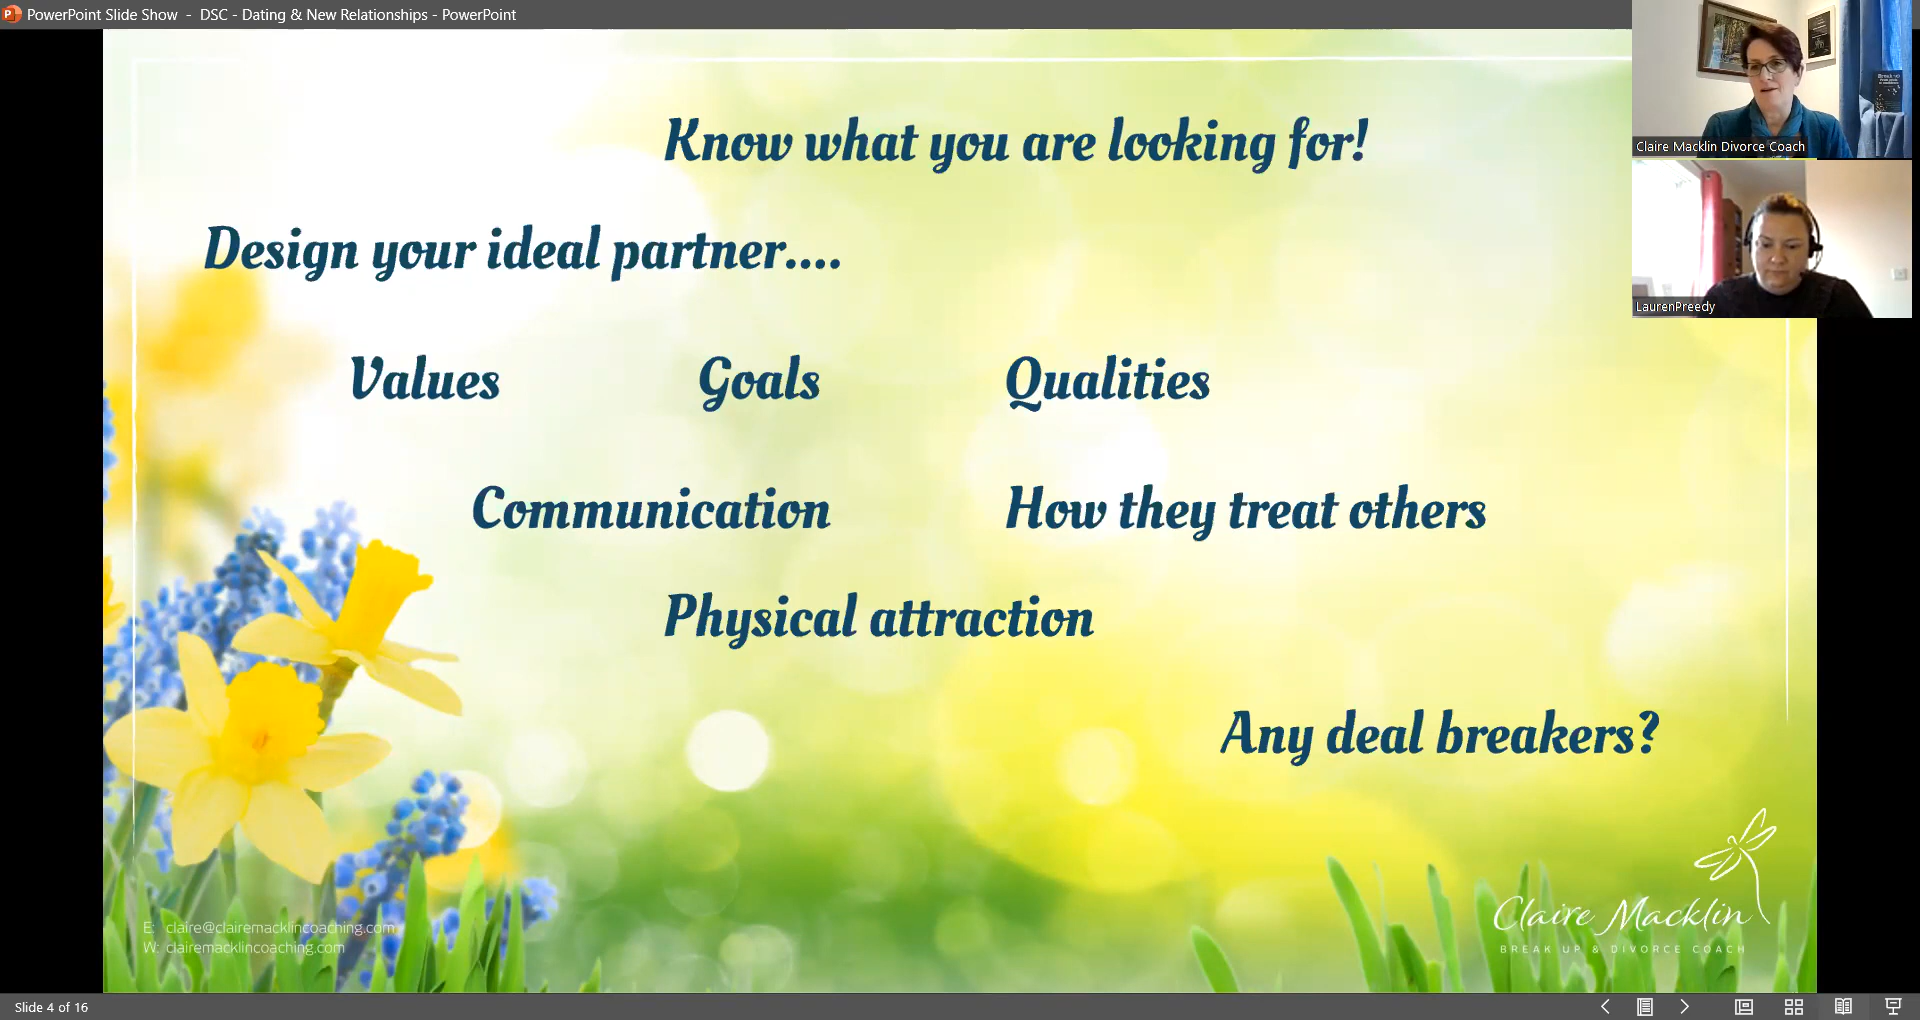 PowerPoint Slide Show - DSC - Dating & New Relationships - PowerPoint
Claire Macklin Divorce Coach
LaurenPreedy
Know what you are looking for!
Design your ideal partner....
Values Goals Qualities
Communication How they treat others
Physical attraction
Any deal breakers?
E: claire@clairemacklincoaching.com
W: clairemacklincoaching.com
Claire Macklin
BREAK UP & DIVORCE COACH
Slide 4 of 16